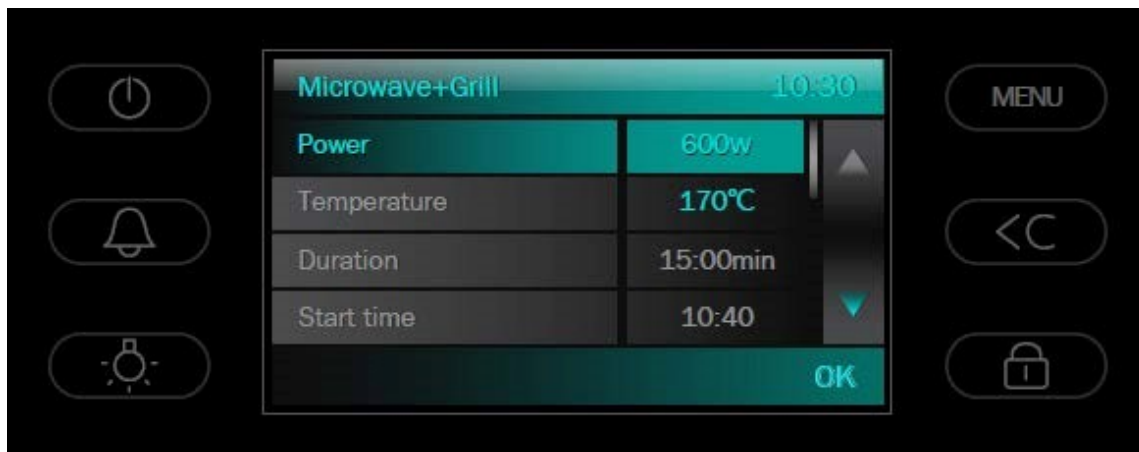 Microwave+Grill 10:30
MENU
Power 600w
Temperature 170℃
<C
Duration 15:00min
Start time 10:40
OK